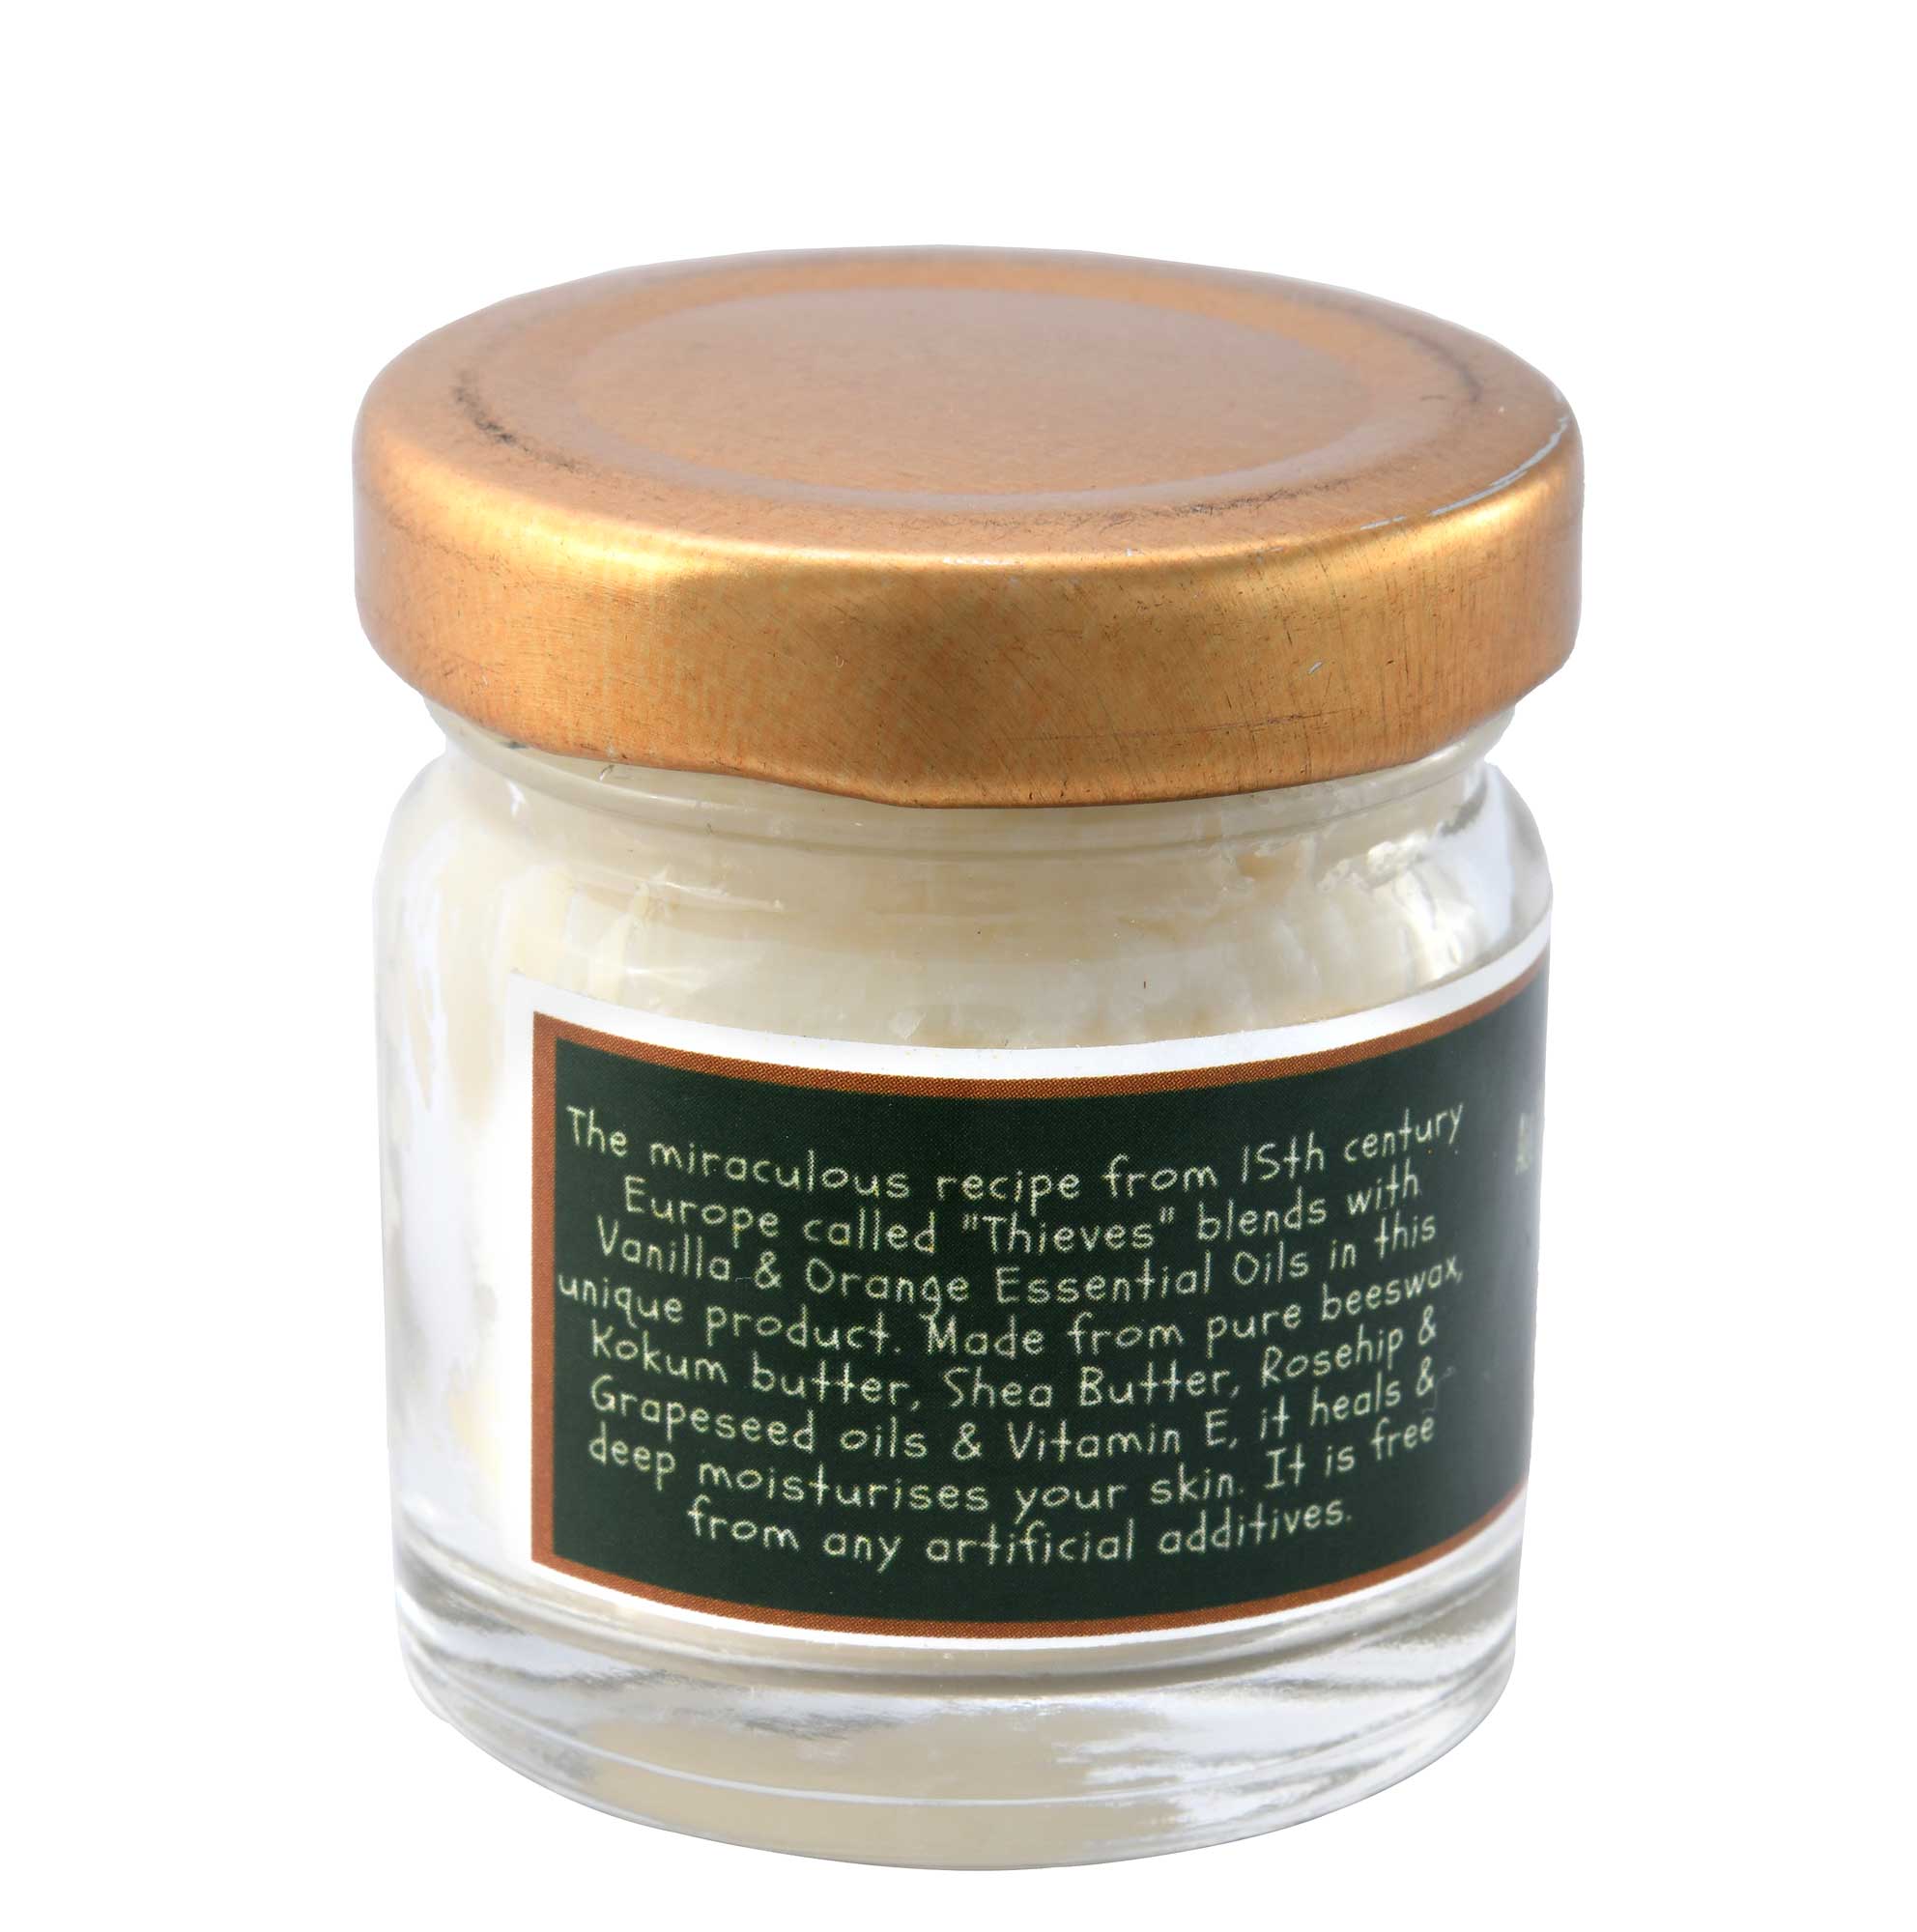 The miraculous recipe from 15th century
Europe called "Thieves" blends with
Vanilla & Orange Essential Oils in this
unique product. Made from pure beeswax,
Kokum butter, Shea Butter, Rosehip &
Grapeseed oils & Vitamin E, it heals &
deep moisturises your skin. It is free
from any artificial additives.